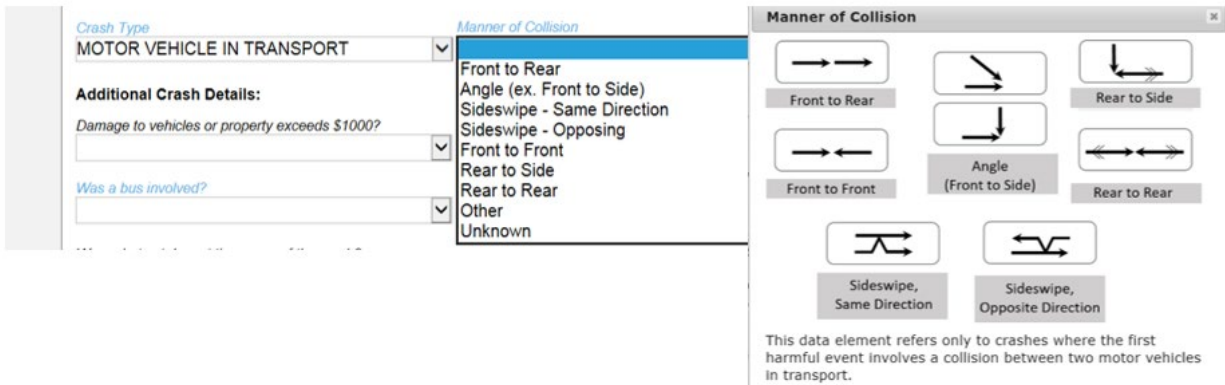 Crash Type
MOTOR VEHICLE IN TRANSPORT
Additional Crash Details:
Damage to vehicles or property exceeds $1000?
Was a bus involved?
Manner of Collision
Front to Rear
Angle (ex. Front to Side)
Sideswipe - Same Direction
Sideswipe - Opposing
Front to Front
Rear to Side
Rear to Rear
Other
Unknown
Manner of Collision
Front to Rear
Rear to Side
Front to Front
Angle
(Front to Side)
Rear to Rear
Sideswipe,
Same Direction
Sideswipe,
Opposite Direction
This data element refers only to crashes where the first
harmful event involves a collision between two motor vehicles
in transport.